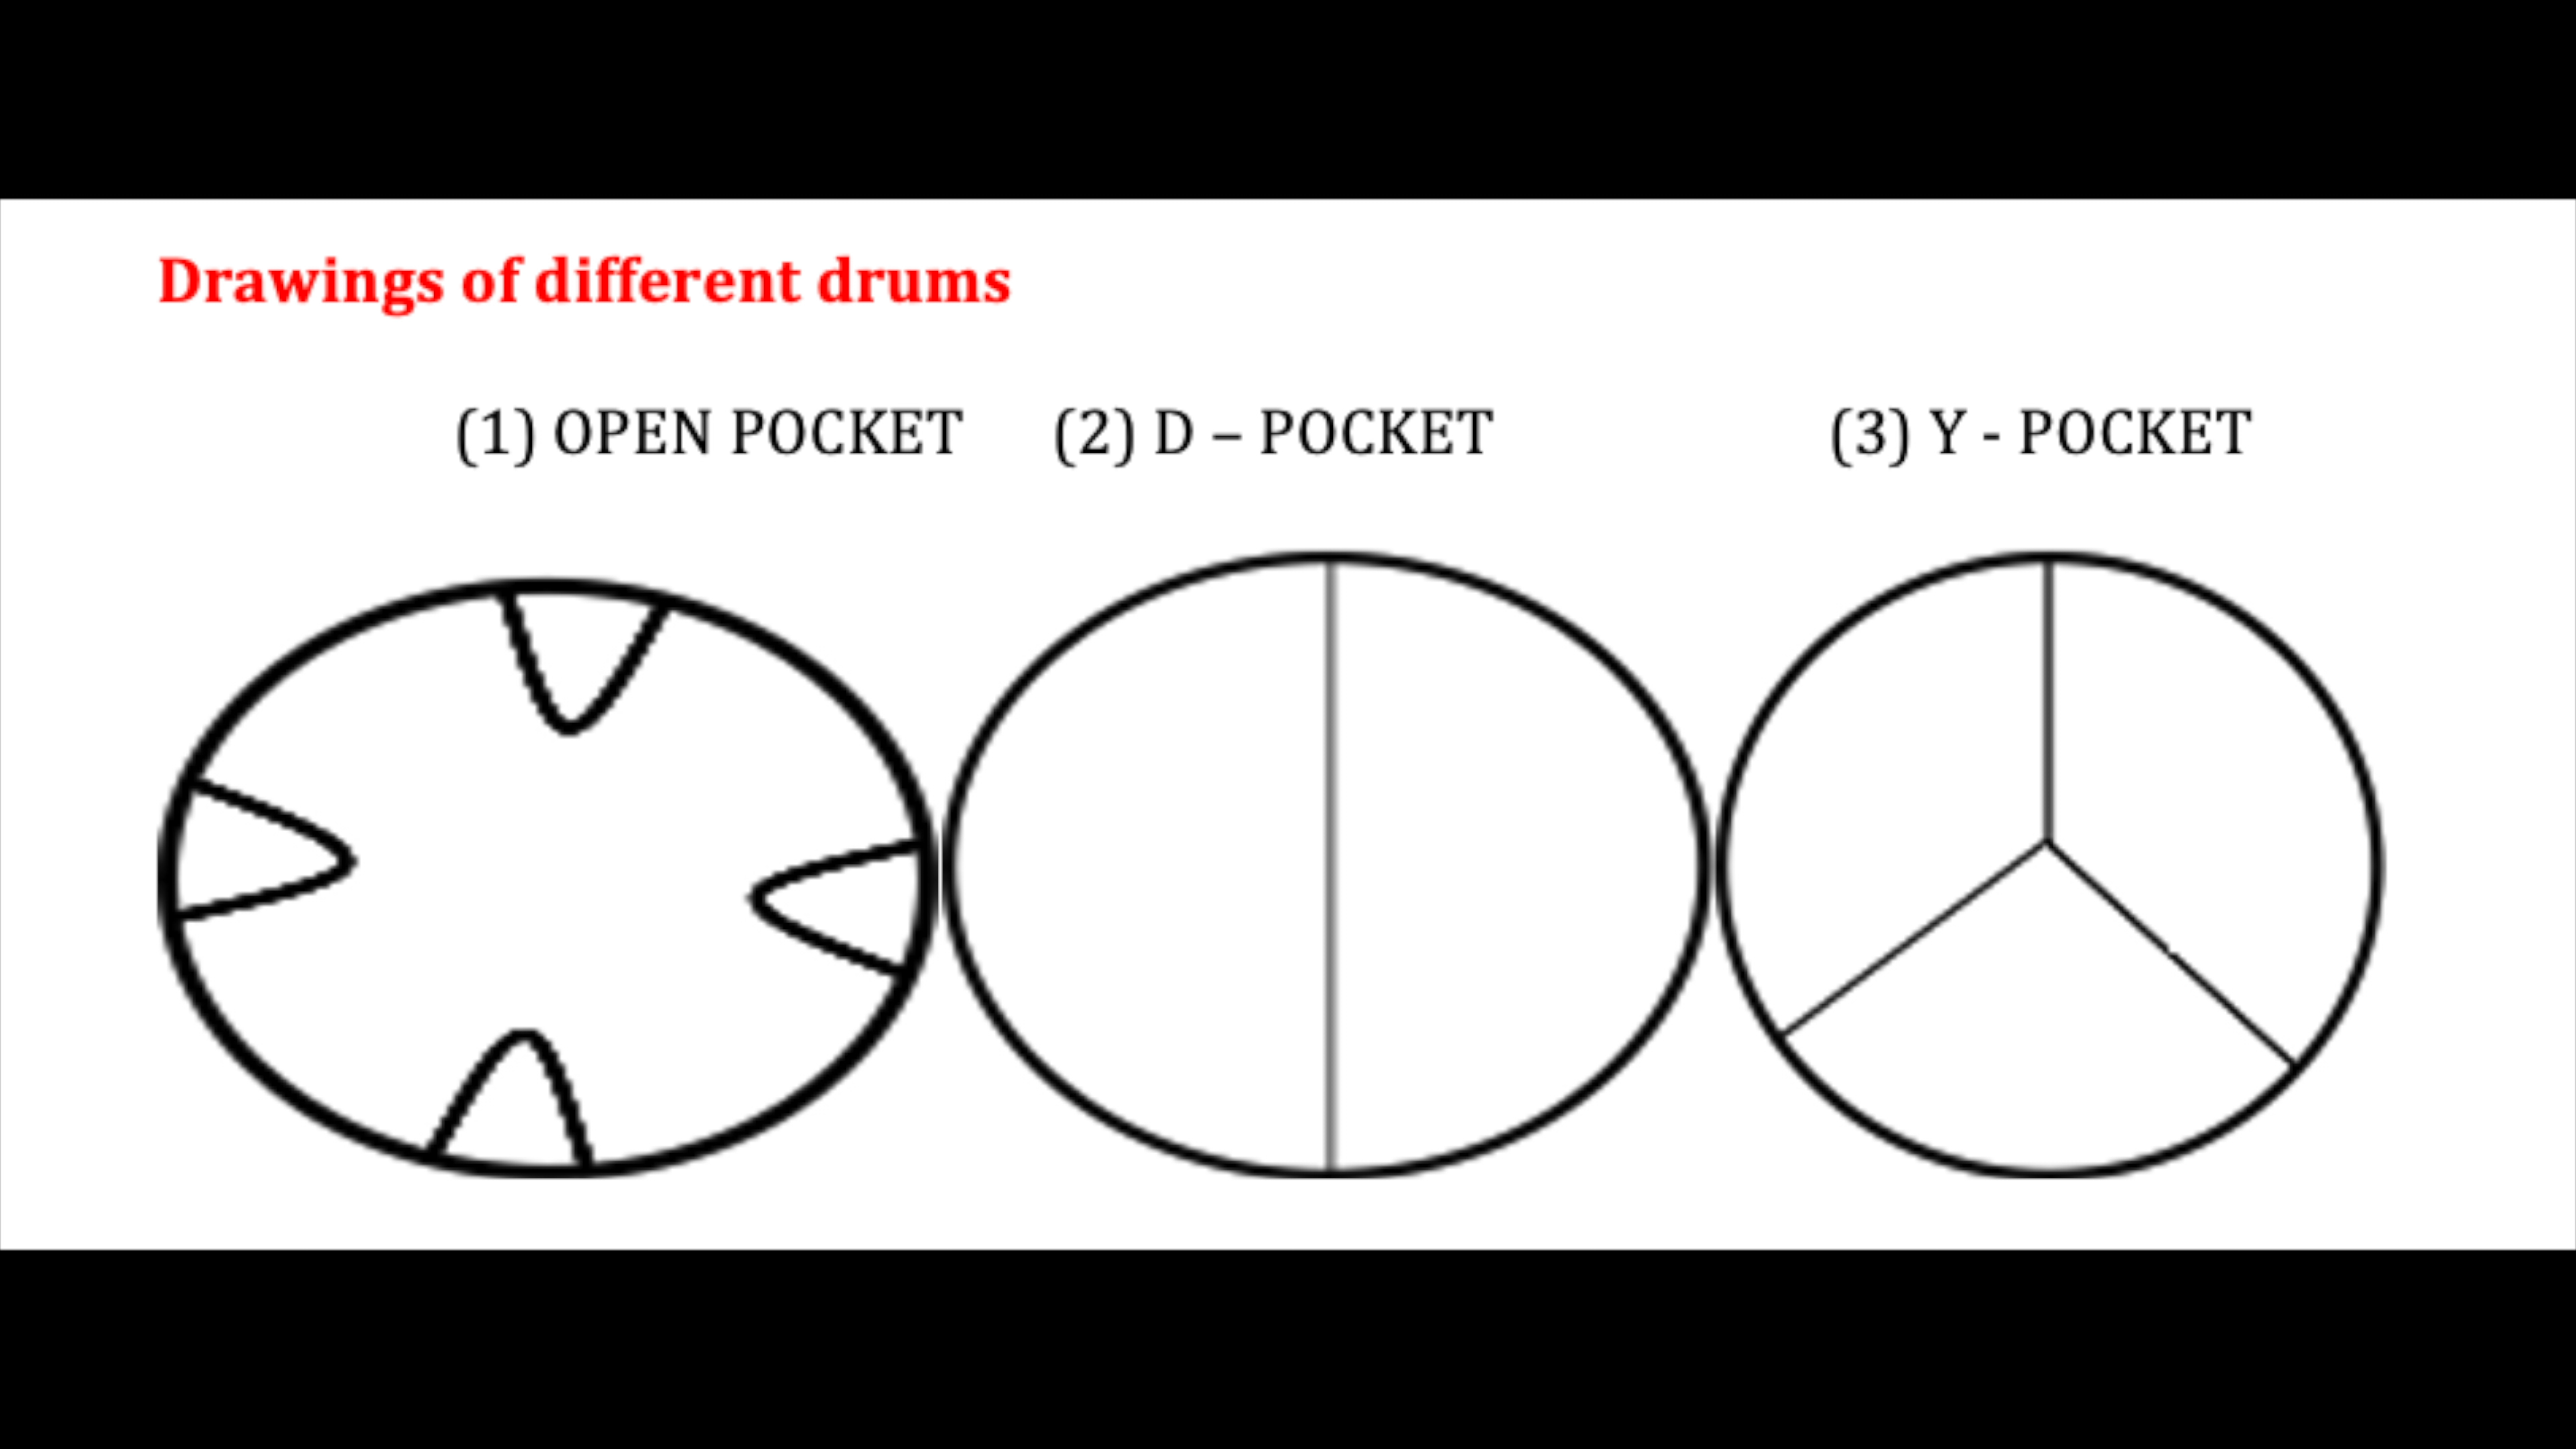 Drawings of different drums
(1) OPEN POCKET (2) D – POCKET (3) Y - POCKET